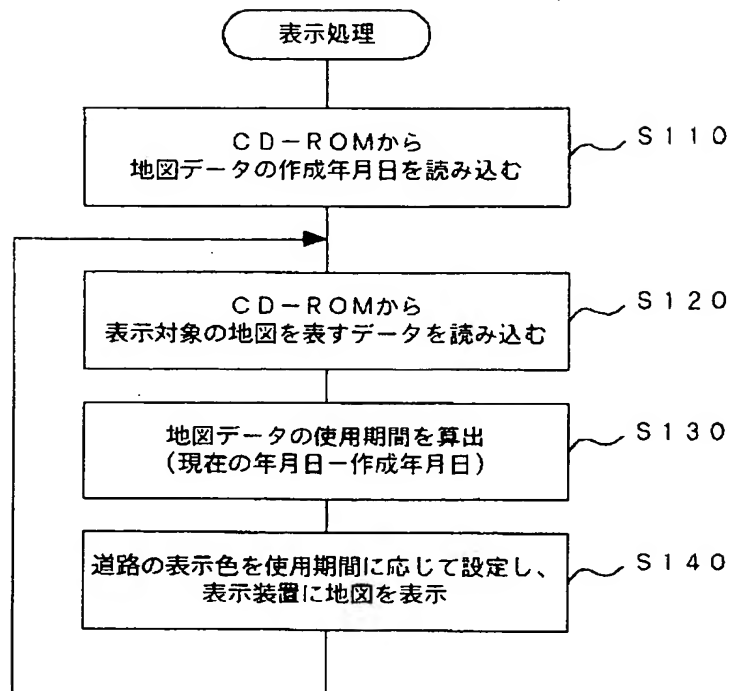 表示処理
CD-ROMから
地図データの作成年月日を読み込む
S110
CD-ROMから
表示対象の地図を表すデータを読み込む
S120
地図データの使用期間を算出
(現在の年月日-作成年月日)
S130
道路の表示色を使用期間に応じて設定し、
表示装置に地図を表示
S140